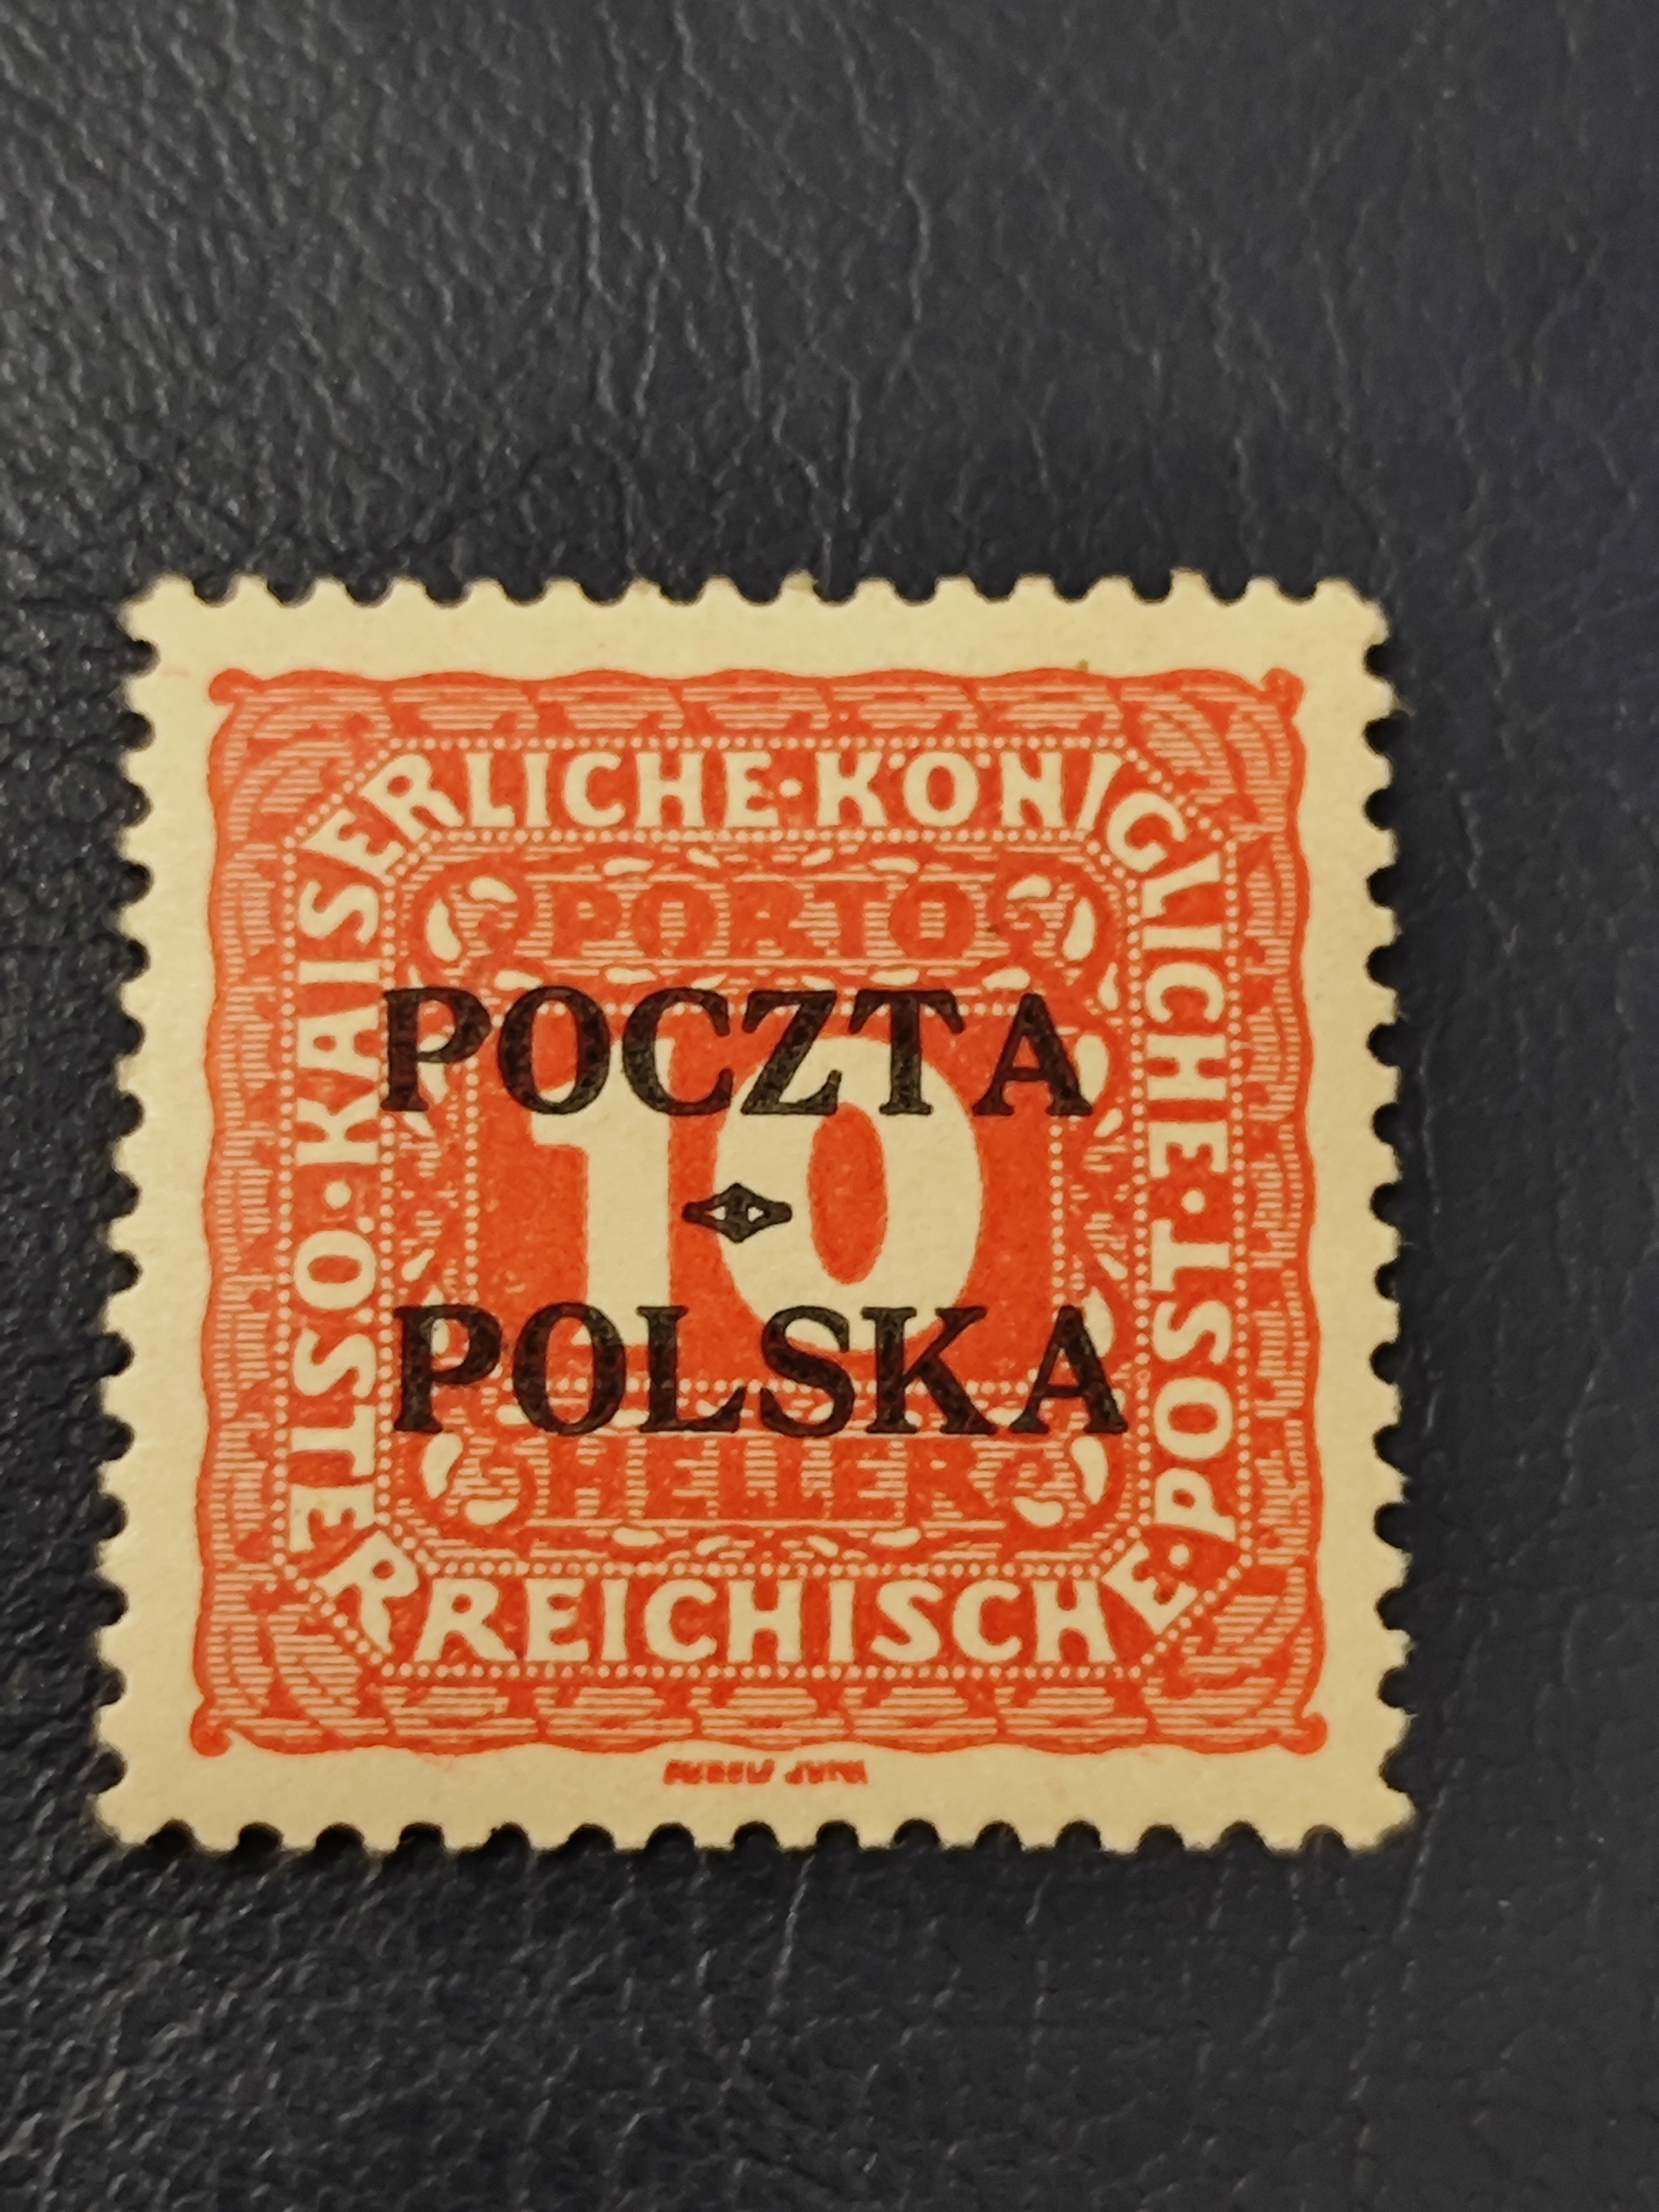 KAISERLICHE·KÖNIGLICHE·ÖSTERREICHISCHE·POST·
PORTO
POCZTA
10
POLSKA
HELLER